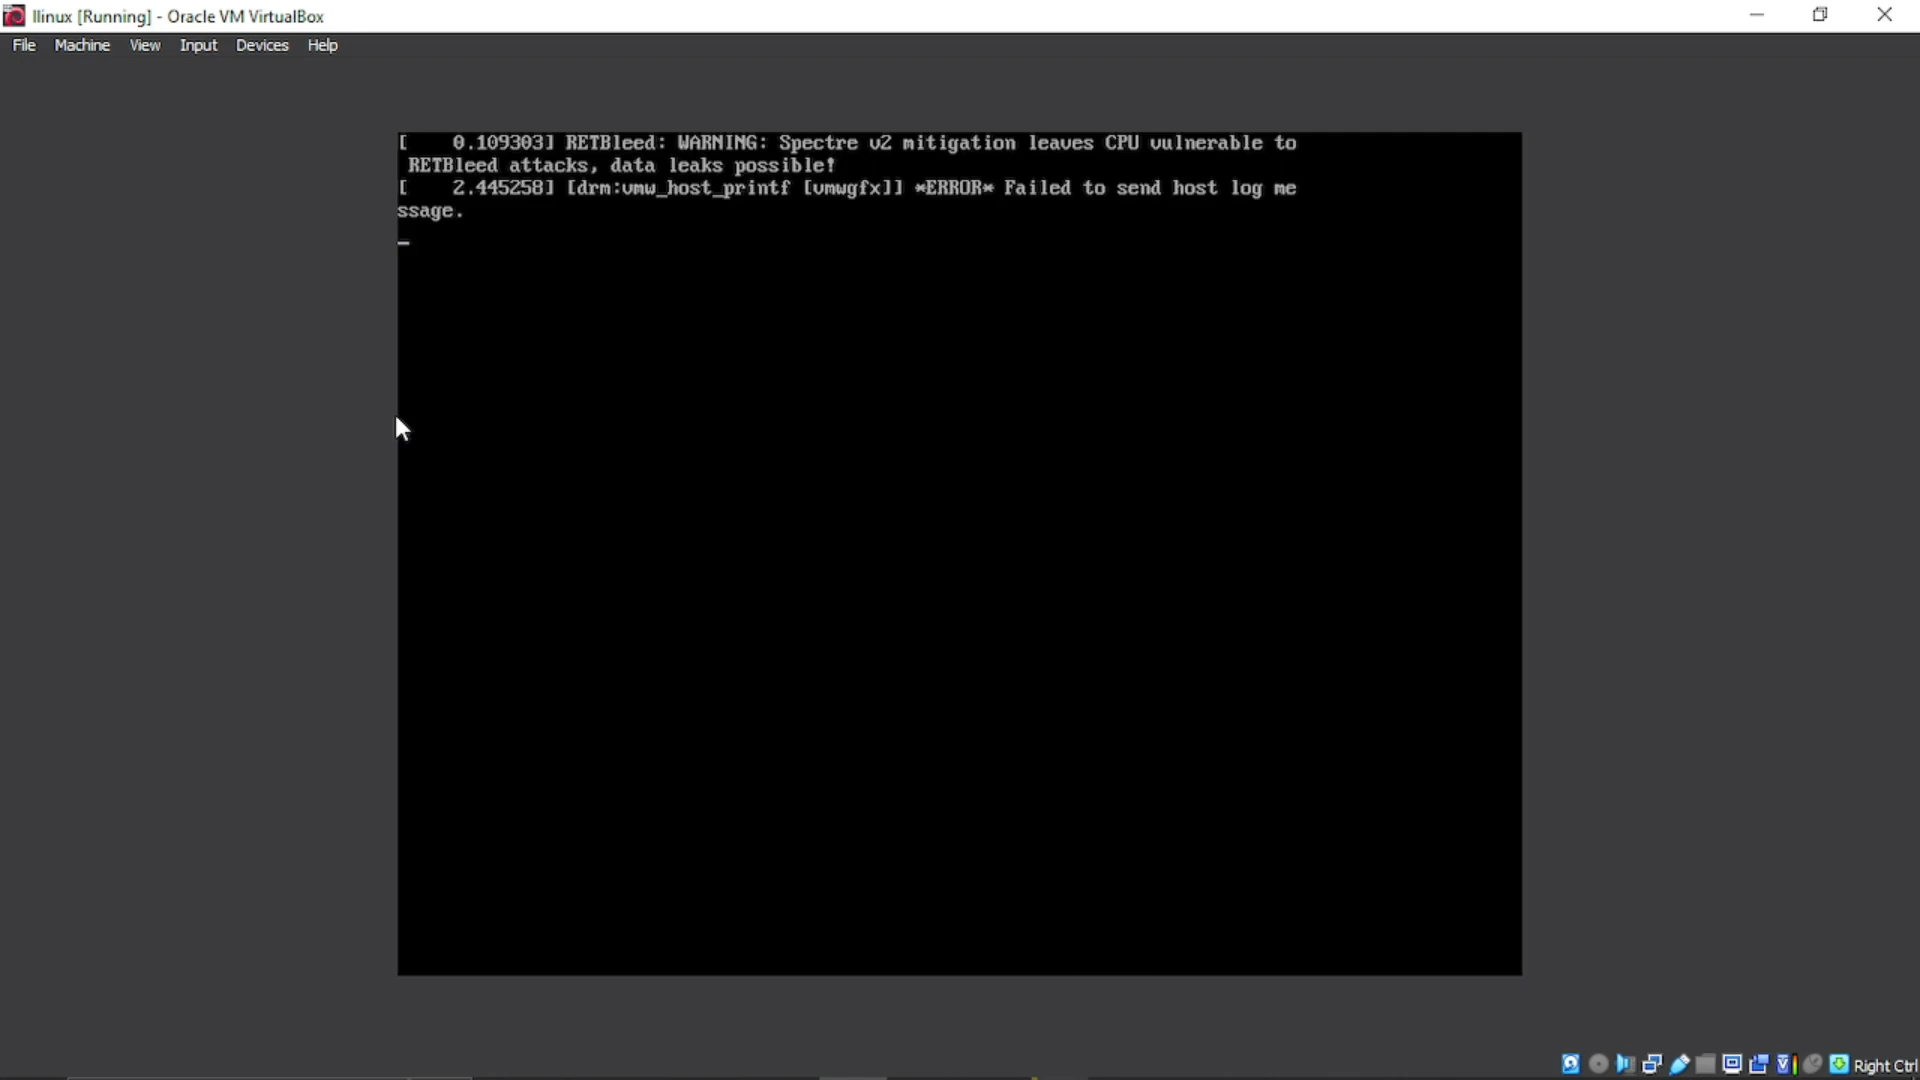 llinux [Running] - Oracle VM VirtualBox
File Machine View Input Devices Help
[    0.109303] RETBleed: WARNING: Spectre v2 mitigation leaves CPU vulnerable to
 RETBleed attacks, data leaks possible!
[    2.445258] [drm:vmw_host_printf [vmwgfx]] *ERROR* Failed to send host log me
ssage.
Right Ctrl